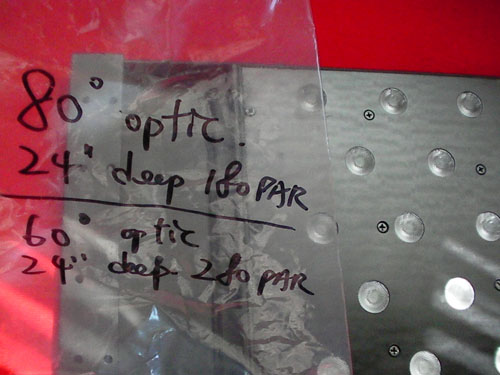 80° optic.
24" deep 180 PAR
60° optic
24" deep 280 PAR